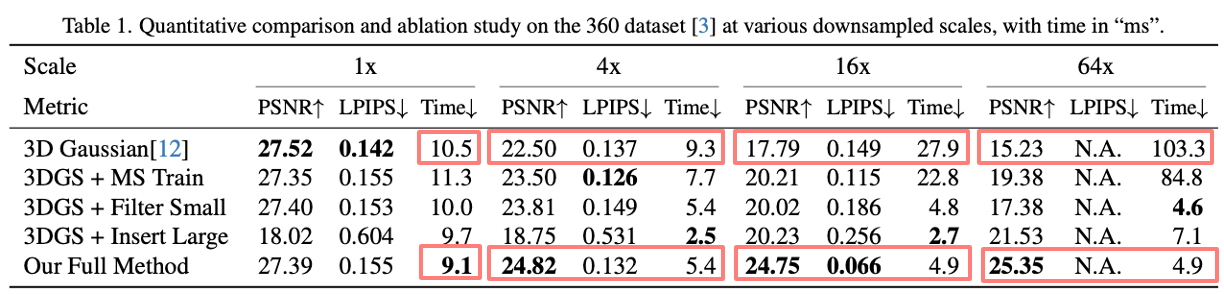 Table 1. Quantitative comparison and ablation study on the 360 dataset [3] at various downsampled scales, with time in “ms”.
Scale 1x 4x 16x 64x
Metric PSNR↑ LPIPS↓ Time↓ PSNR↑ LPIPS↓ Time↓ PSNR↑ LPIPS↓ Time↓ PSNR↑ LPIPS↓ Time↓
3D Gaussian[12] 27.52 0.142 10.5 22.50 0.137 9.3 17.79 0.149 27.9 15.23 N.A. 103.3
3DGS + MS Train 27.35 0.155 11.3 23.50 0.126 7.7 20.21 0.115 22.8 19.38 N.A. 84.8
3DGS + Filter Small 27.40 0.153 10.0 23.81 0.149 5.4 20.02 0.186 4.8 17.38 N.A. 4.6
3DGS + Insert Large 18.02 0.604 9.7 18.75 0.531 2.5 20.23 0.256 2.7 21.53 N.A. 7.1
Our Full Method 27.39 0.155 9.1 24.82 0.132 5.4 24.75 0.066 4.9 25.35 N.A. 4.9